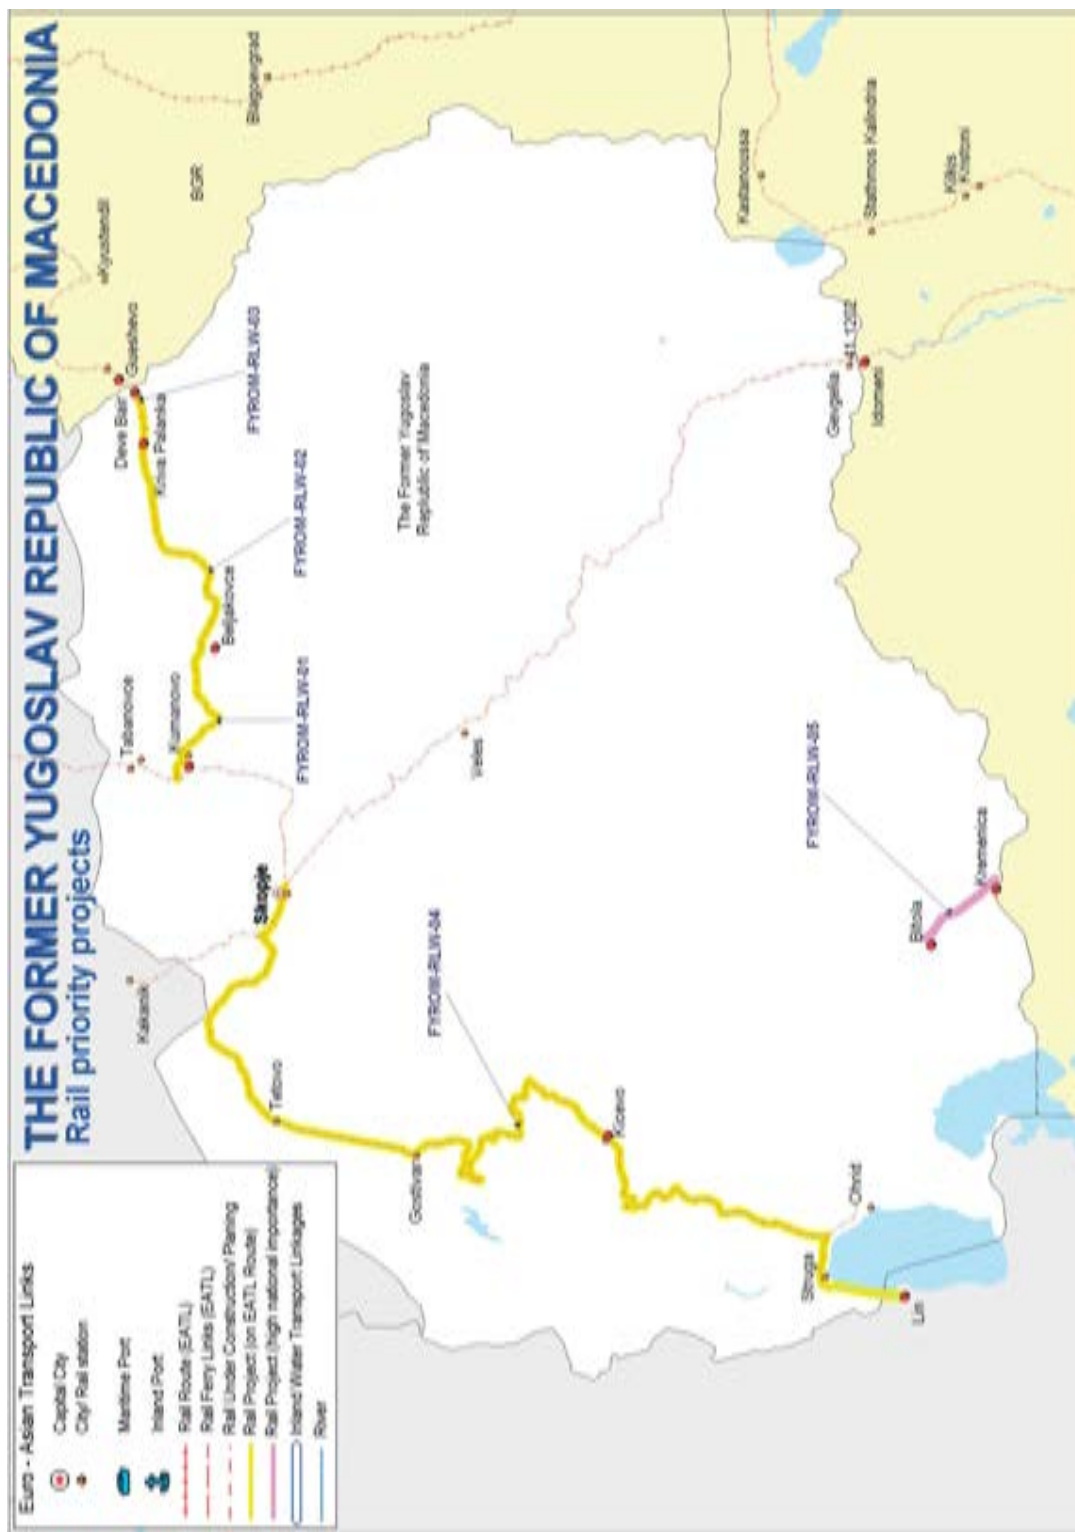 THE FORMER YUGOSLAV REPUBLIC OF MACEDONIA
Rail priority projects
Euro - Asian Transport Links
Capital City
City/ Rail station
Maritime Port
Inland Port
Rail Route (EATL)
Rail Ferry Links (EATL)
Rail Under Construction/ Planing
Rail Project (on EATL Route)
Rail Project (high national importance)
Inland Water Transport Linkages
River
Kakanik
Tabanovce
Kumanovo
Beljakovce
Deve Bair
Kriva Palanka
Gueshevo
Kyustendil
BGR
Blagoevgrad
FYROM-RLW-01
FYROM-RLW-02
FYROM-RLW-03
Skopje
Tetovo
Gostivar
FYROM-RLW-04
Kicevo
Veles
The Former Yugoslav
Replublic of Macedonia
Struga
Ohrid
Lin
Bitola
Kremenica
FYROM-RLW-05
Gevgelia
41.1202
Idomeni
Kastanoussa
Stathmos Kalindria
Kilkis
Kristoni